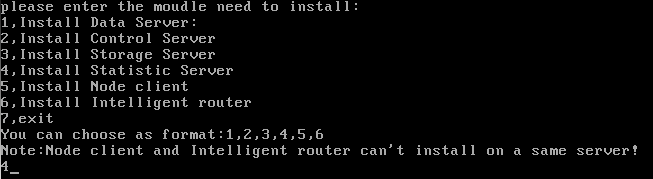 please enter the moudle need to install:
1,Install Data Server:
2,Install Control Server
3,Install Storage Server
4,Install Statistic Server
5,Install Node client
6,Install Intelligent router
7,exit
You can choose as format:1,2,3,4,5,6
Note:Node client and Intelligent router can't install on a same server!
4_